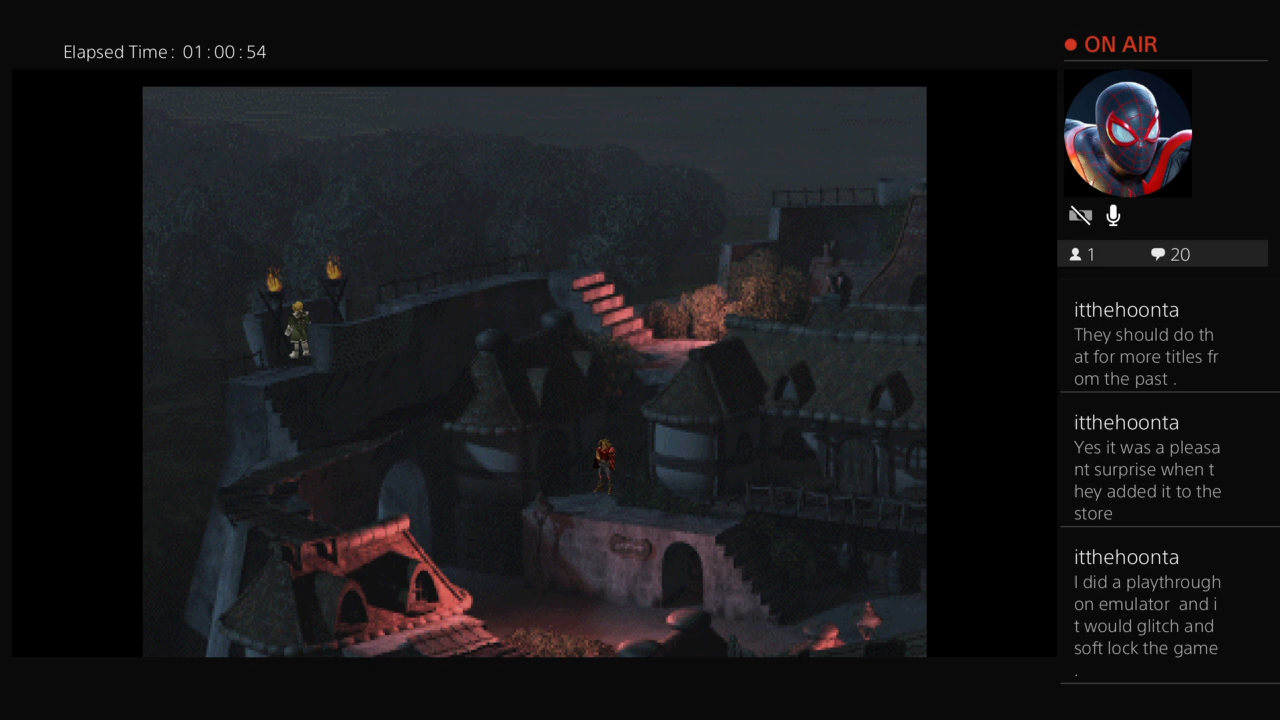 Elapsed Time: 01:00:54
ON AIR
1
20
itthehoonta
They should do th
at for more titles fr
om the past .
itthehoonta
Yes it was a pleasa
nt surprise when t
hey added it to the
store
itthehoonta
I did a playthrough
on emulator  and i
t would glitch and
soft lock the game
.